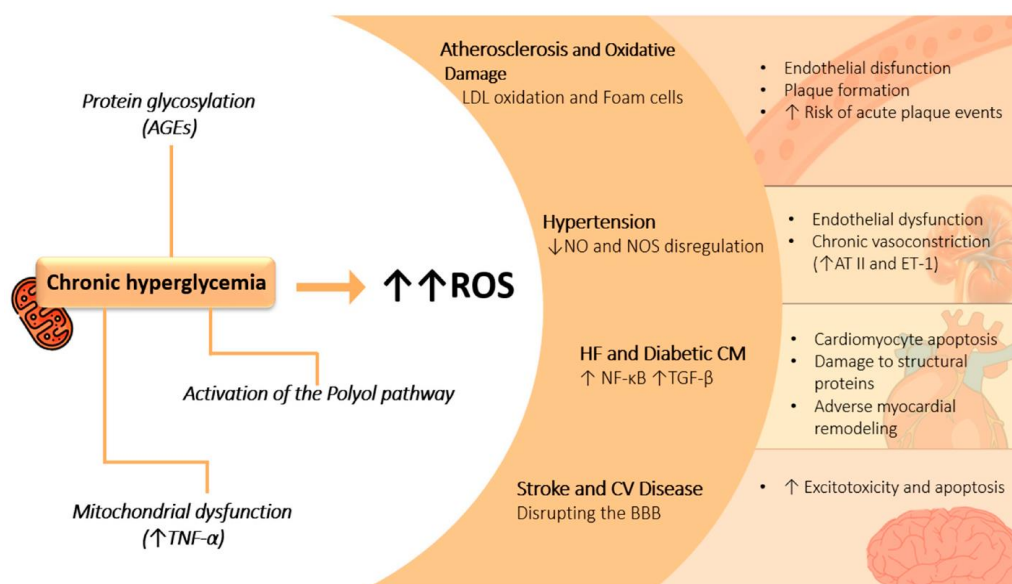 Protein glycosylation
(AGEs)
Chronic hyperglycemia
↑↑ROS
Activation of the Polyol pathway
Mitochondrial dysfunction
(↑TNF-α)
Atherosclerosis and Oxidative
Damage
LDL oxidation and Foam cells
• Endothelial disfunction
• Plaque formation
• ↑ Risk of acute plaque events
Hypertension
↓NO and NOS disregulation
• Endothelial dysfunction
• Chronic vasoconstriction
(↑AT II and ET-1)
HF and Diabetic CM
↑ NF-κB ↑TGF-β
• Cardiomyocyte apoptosis
• Damage to structural
proteins
• Adverse myocardial
remodeling
Stroke and CV Disease
Disrupting the BBB
• ↑ Excitotoxicity and apoptosis